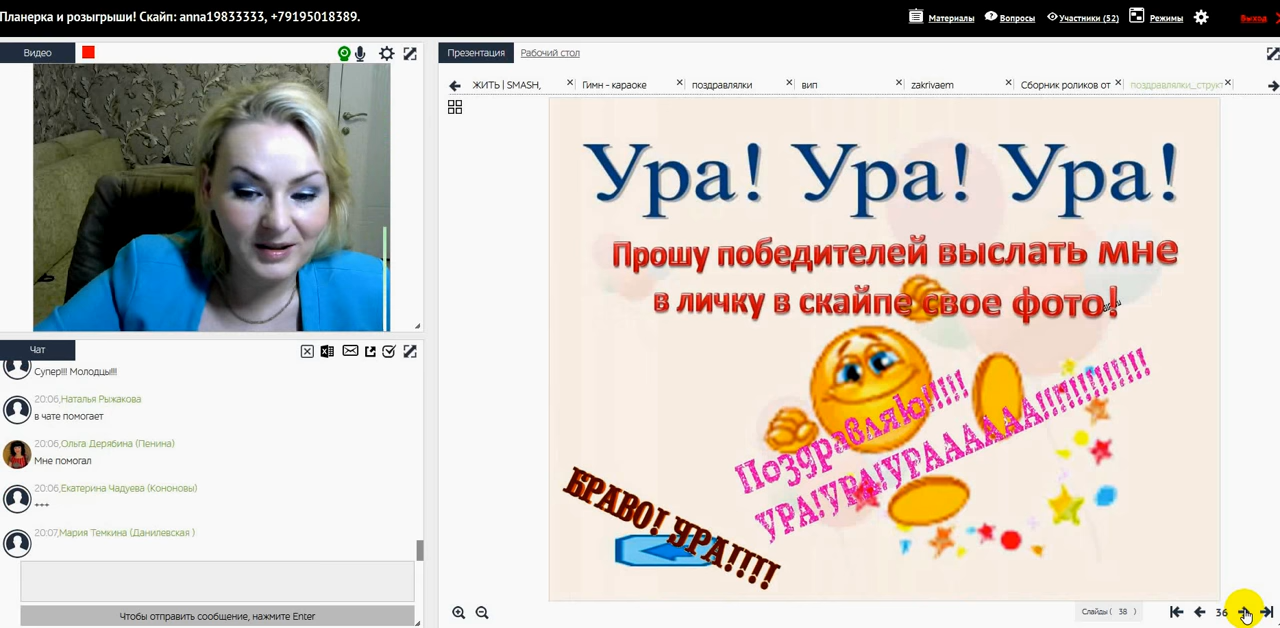 Планерка и розыгрыши! Скайп: anna19833333, +79195018389.
Материалы
Вопросы
Участники (52)
Режимы
Выход
Видео
Презентация
Рабочий стол
ЖИТЬ | SMASH,
Гимн - караоке
поздравлялки
вип
zakrivaem
Сборник роликов от
поздравлялки_структ
Ура! Ура! Ура!
Прошу победителей выслать мне
в личку в скайпе свое фото!
Поздравляю!!!!!
УРА!УРА!УРАААААА!!!!!!!!!!!!!
БРАВО! УРА!!!!
Чат
Супер!!! Молодцы!!!
20:06,Наталья Рыжакова
в чате помогает
20:06,Ольга Дерябина (Пенина)
Мне помогал
20:06,Екатерина Чадуева (Кононовы)
+++
20:07,Мария Темкина (Данилевская )
Чтобы отправить сообщение, нажмите Enter
Слайды ( 38 )
36